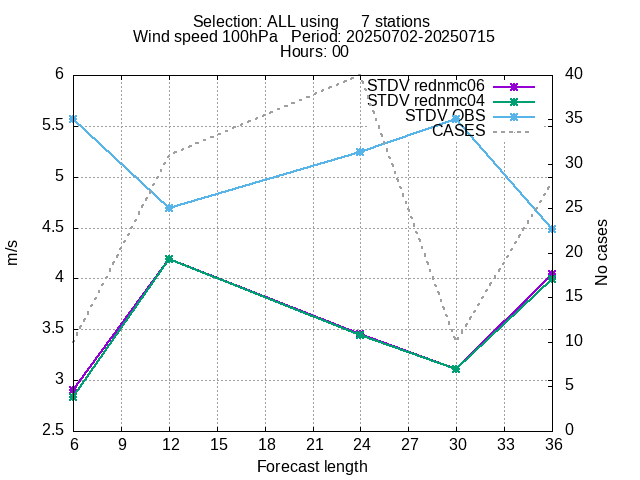 Selection: ALL using     7 stations
Wind speed 100hPa   Period: 20250702-20250715
Hours: 00
STDV rednmc06
STDV rednmc04
STDV OBS
CASES
6
5.5
5
4.5
4
3.5
3
2.5
m/s
40
35
30
25
20
15
10
5
0
No cases
6 9 12 15 18 21 24 27 30 33 36
Forecast length